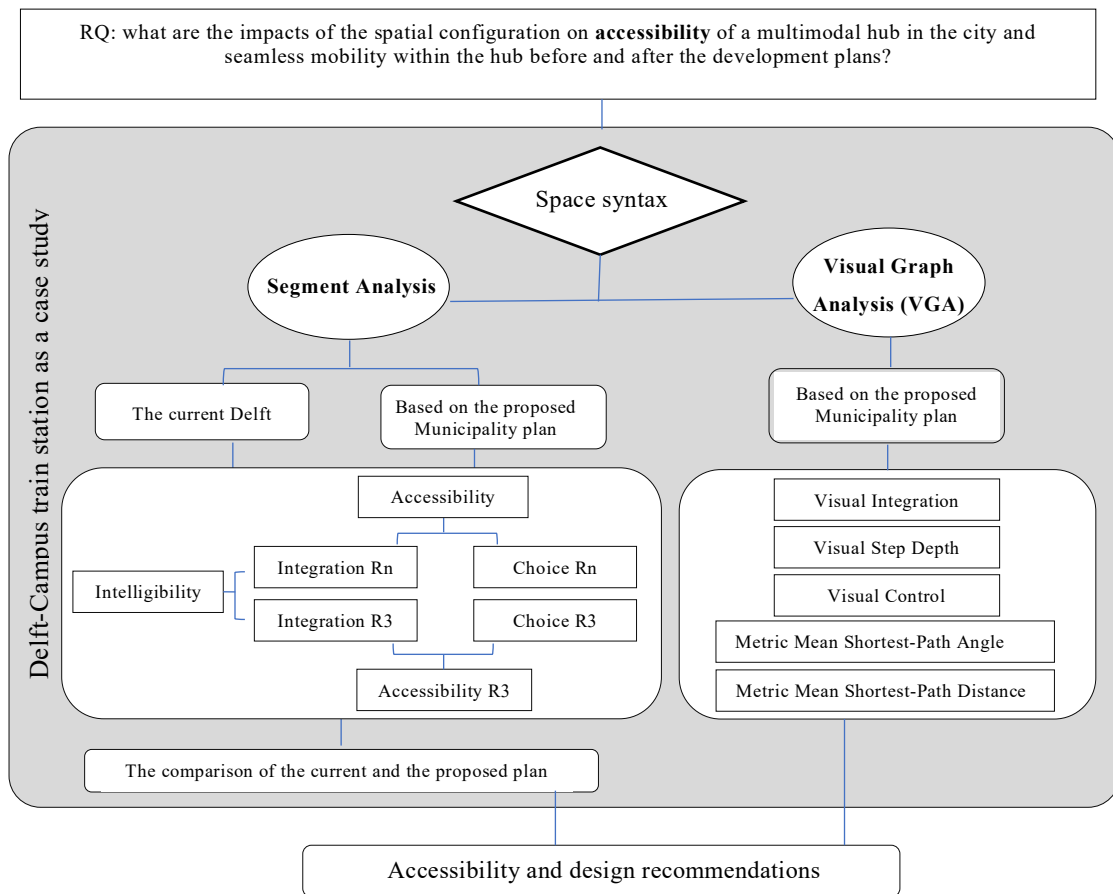 RQ: what are the impacts of the spatial configuration on accessibility of a multimodal hub in the city and
seamless mobility within the hub before and after the development plans?
Delft-Campus train station as a case study
Space syntax
Segment Analysis
Visual Graph
Analysis (VGA)
The current Delft
Based on the proposed
Municipality plan
Based on the proposed
Municipality plan
Accessibility
Integration Rn
Choice Rn
Intelligibility
Integration R3
Choice R3
Accessibility R3
Visual Integration
Visual Step Depth
Visual Control
Metric Mean Shortest-Path Angle
Metric Mean Shortest-Path Distance
The comparison of the current and the proposed plan
Accessibility and design recommendations